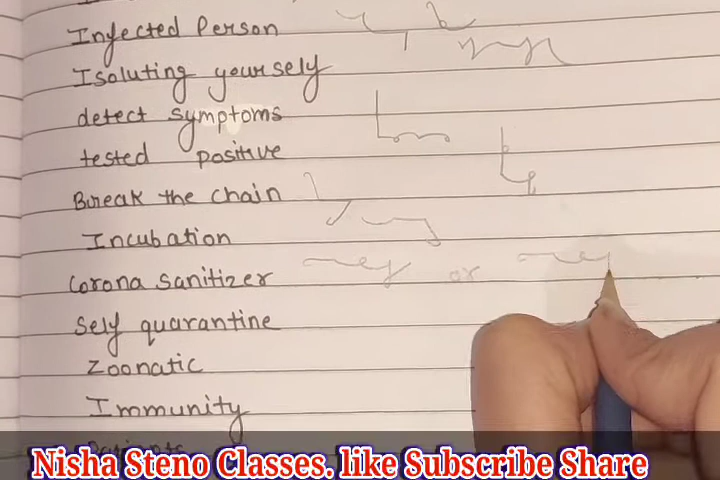 Infected Person
Isoluting yourself
detect symptoms
tested positive
Break the chain
Incubation
Corona sanitizer or
Self quarantine
Zoonatic
Immunity
Nisha Steno Classes. like Subscribe Share